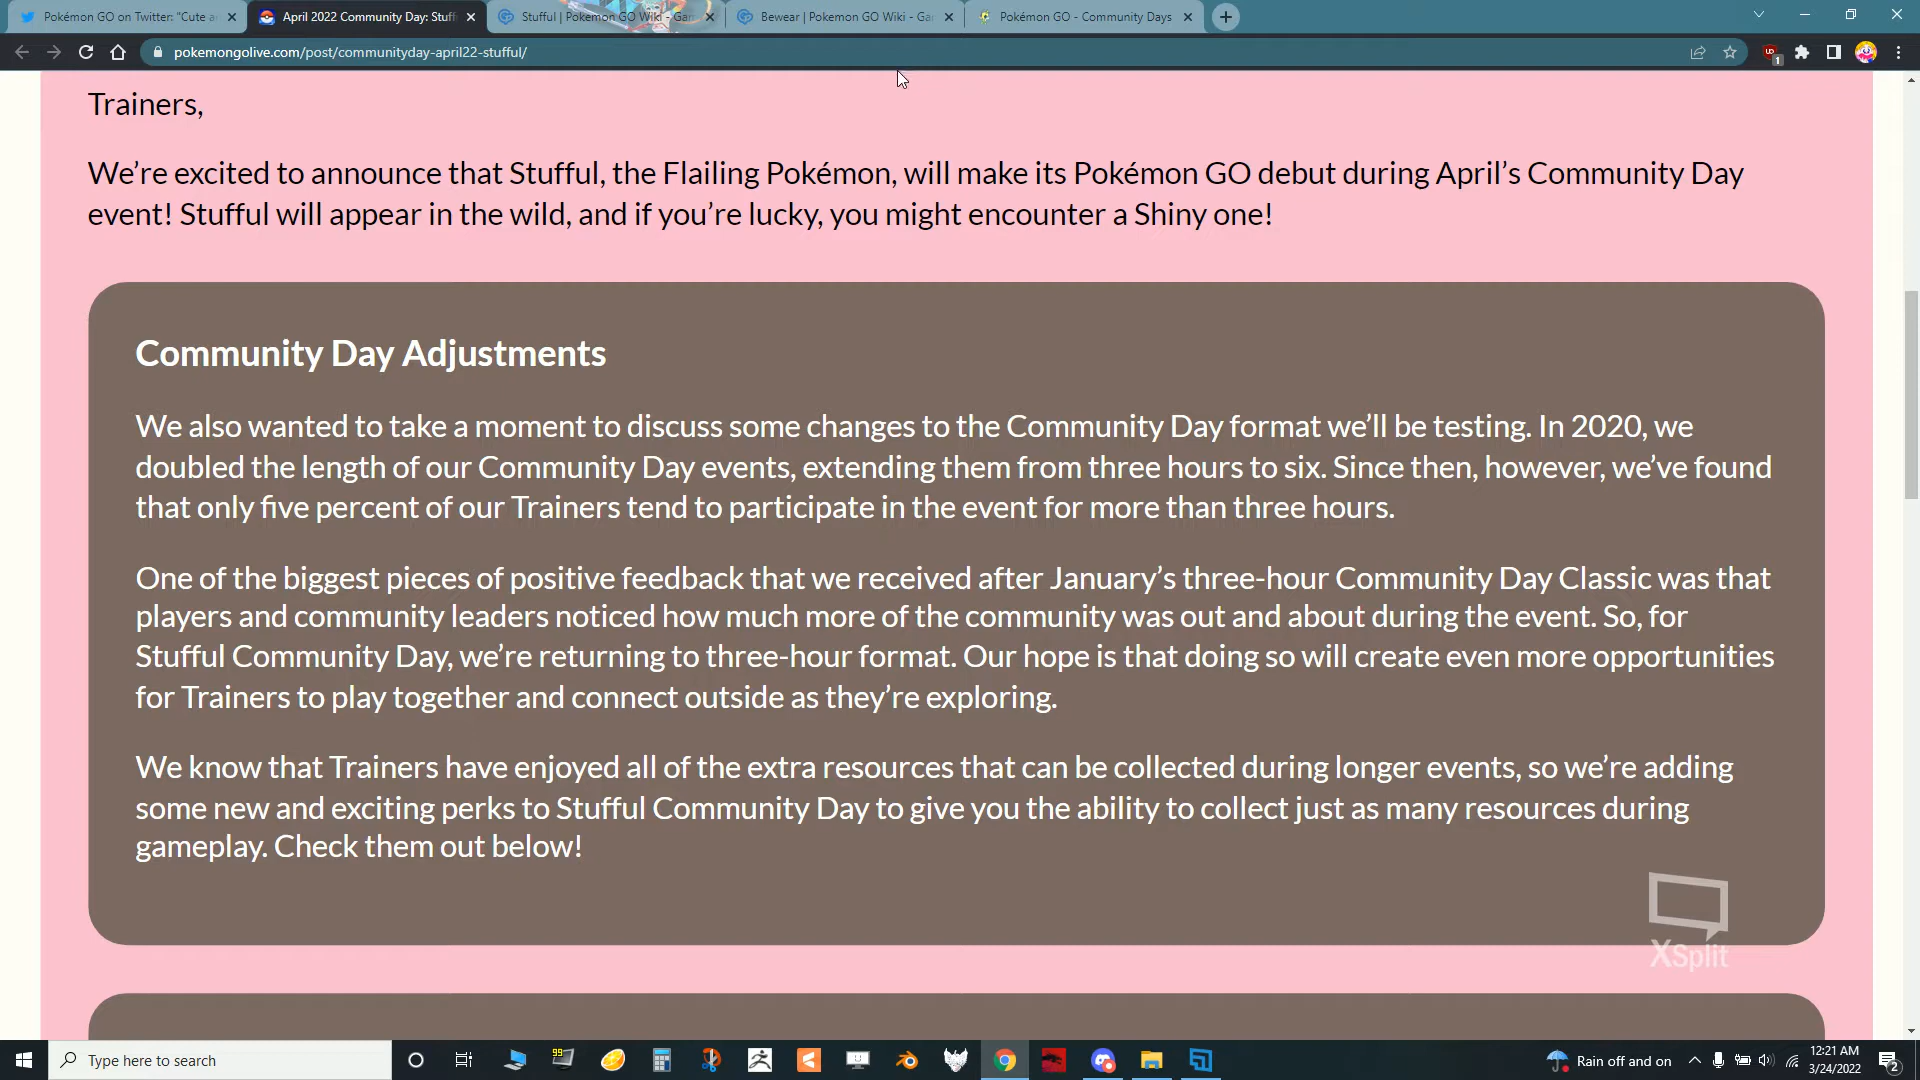 Pokémon GO on Twitter: "Cute a
April 2022 Community Day: Stuff
Stufful | Pokemon GO Wiki - Gam
Bewear | Pokemon GO Wiki - Ga
Pokémon GO - Community Days
pokemongolive.com/post/communityday-april22-stufful/
1
Trainers,
We're excited to announce that Stufful, the Flailing Pokémon, will make its Pokémon GO debut during April's Community Day
event! Stufful will appear in the wild, and if you're lucky, you might encounter a Shiny one!
Community Day Adjustments
We also wanted to take a moment to discuss some changes to the Community Day format we'll be testing. In 2020, we
doubled the length of our Community Day events, extending them from three hours to six. Since then, however, we've found
that only five percent of our Trainers tend to participate in the event for more than three hours.
One of the biggest pieces of positive feedback that we received after January's three-hour Community Day Classic was that
players and community leaders noticed how much more of the community was out and about during the event. So, for
Stufful Community Day, we're returning to three-hour format. Our hope is that doing so will create even more opportunities
for Trainers to play together and connect outside as they're exploring.
We know that Trainers have enjoyed all of the extra resources that can be collected during longer events, so we're adding
some new and exciting perks to Stufful Community Day to give you the ability to collect just as many resources during
gameplay. Check them out below!
XSplit
Type here to search
99
Rain off and on
12:21 AM
3/24/2022
2